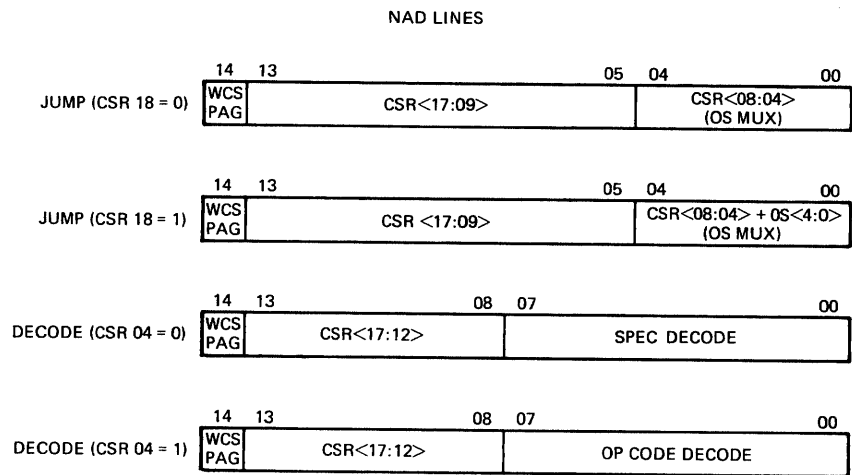 NAD LINES
14 13 05 04 00
JUMP (CSR 18 = 0) WCS PAG CSR<17:09> CSR<08:04> (OS MUX)
14 13 05 04 00
JUMP (CSR 18 = 1) WCS PAG CSR <17:09> CSR<08:04> + 0S<4:0> (OS MUX)
14 13 08 07 00
DECODE (CSR 04 = 0) WCS PAG CSR<17:12> SPEC DECODE
14 13 08 07 00
DECODE (CSR 04 = 1) WCS PAG CSR<17:12> OP CODE DECODE